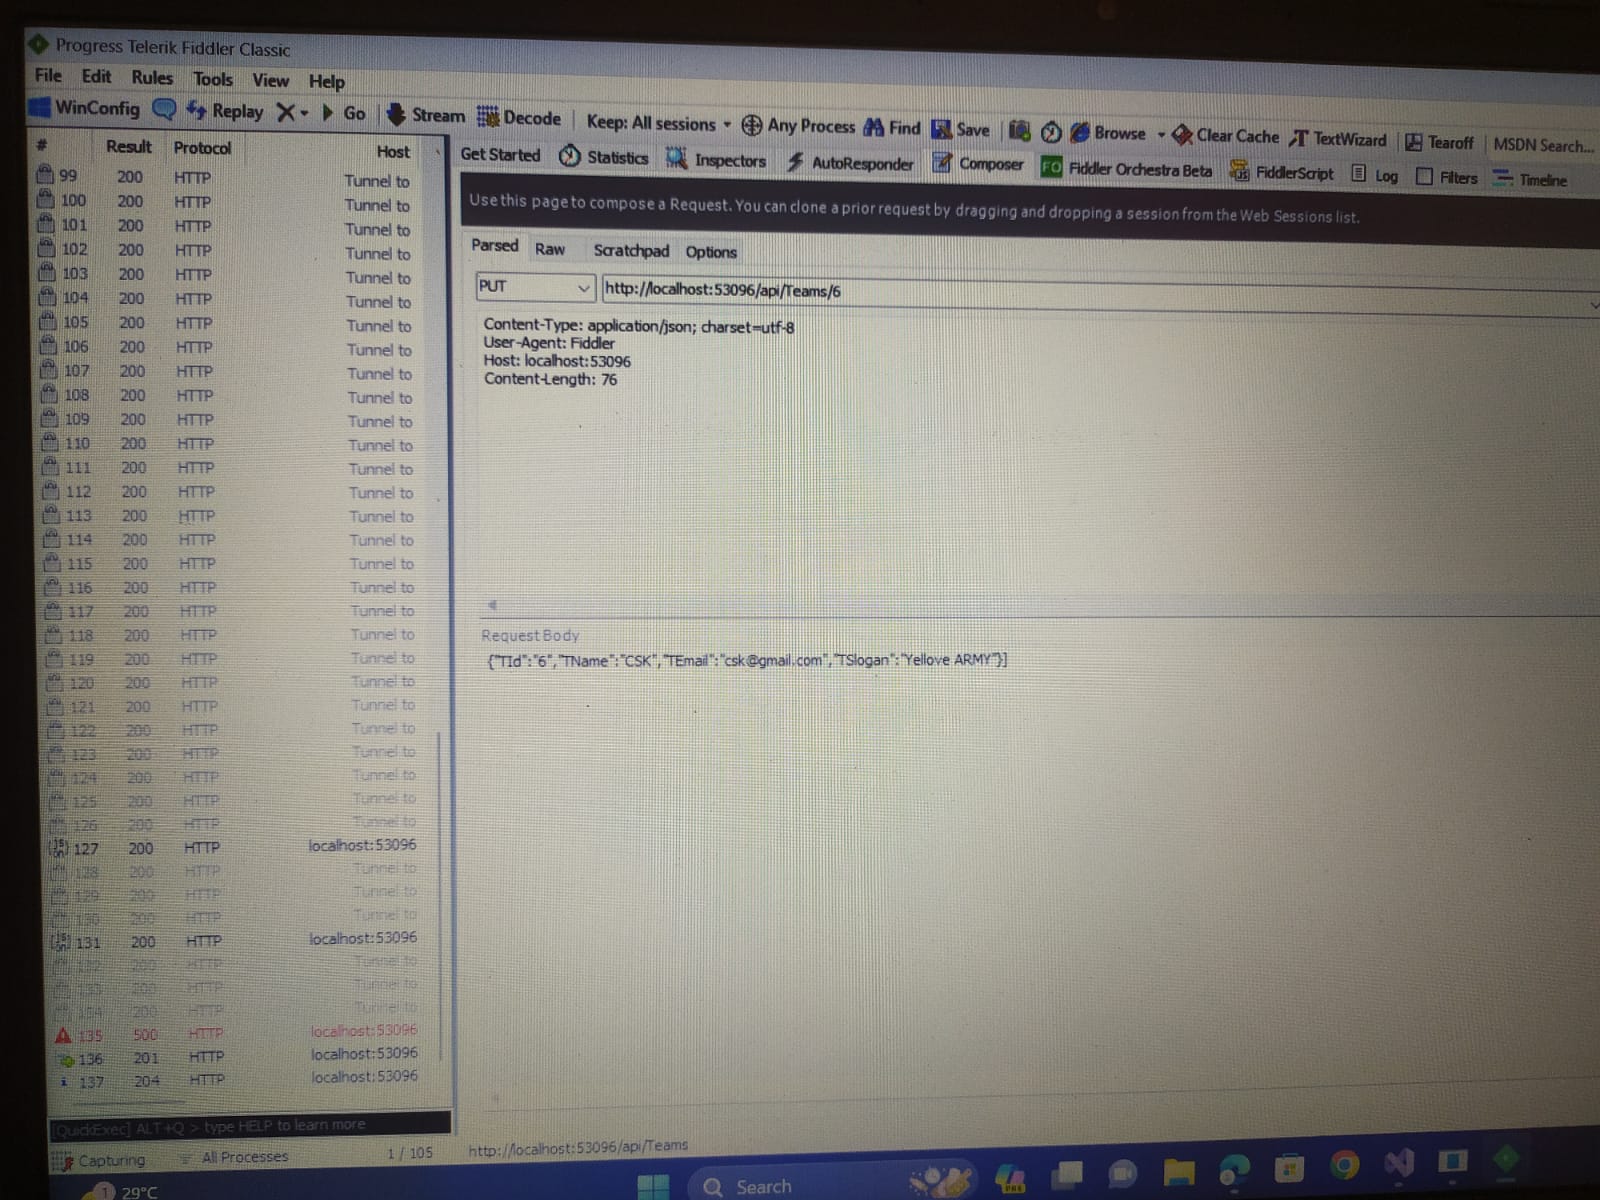 Progress Telerik Fiddler Classic
File Edit Rules Tools View Help
WinConfig Replay Go Stream Decode Keep: All sessions Any Process Find Save Browse Clear Cache TextWizard Tearoff MSDN Search...
# Result Protocol Host
Get Started Statistics Inspectors AutoResponder Composer FO Fiddler Orchestra Beta FiddlerScript Log Filters Timeline
Use this page to compose a Request. You can clone a prior request by dragging and dropping a session from the Web Sessions list.
Parsed Raw Scratchpad Options
PUT http://localhost:53096/api/Teams/6
Content-Type: application/json; charset=utf-8
User-Agent: Fiddler
Host: localhost:53096
Content-Length: 76
Request Body
{"TId":"6","TName":"CSK","TEmail":"csk@gmail.com","TSlogan":"Yellove ARMY"}]
99 200 HTTP Tunnel to
100 200 HTTP Tunnel to
101 200 HTTP Tunnel to
102 200 HTTP Tunnel to
103 200 HTTP Tunnel to
104 200 HTTP Tunnel to
105 200 HTTP Tunnel to
106 200 HTTP Tunnel to
107 200 HTTP Tunnel to
108 200 HTTP Tunnel to
109 200 HTTP Tunnel to
110 200 HTTP Tunnel to
111 200 HTTP Tunnel to
112 200 HTTP Tunnel to
113 200 HTTP Tunnel to
114 200 HTTP Tunnel to
115 200 HTTP Tunnel to
116 200 HTTP Tunnel to
117 200 HTTP Tunnel to
118 200 HTTP Tunnel to
119 200 HTTP Tunnel to
120 200 HTTP Tunnel to
121 200 HTTP Tunnel to
122 200 HTTP Tunnel to
123 200 HTTP Tunnel to
124 200 HTTP Tunnel to
125 200 HTTP Tunnel to
126 200 HTTP Tunnel to
127 200 HTTP localhost:53096
128 200 HTTP Tunnel to
129 200 HTTP Tunnel to
130 200 HTTP Tunnel to
131 200 HTTP localhost:53096
132 200 HTTP Tunnel to
133 200 HTTP Tunnel to
134 200 HTTP Tunnel to
135 500 HTTP localhost:53096
136 201 HTTP localhost:53096
137 204 HTTP localhost:53096
[QuickExec] ALT+Q > type HELP to learn more
Capturing All Processes 1 / 105 http://localhost:53096/api/Teams
1 29°C Search PRE